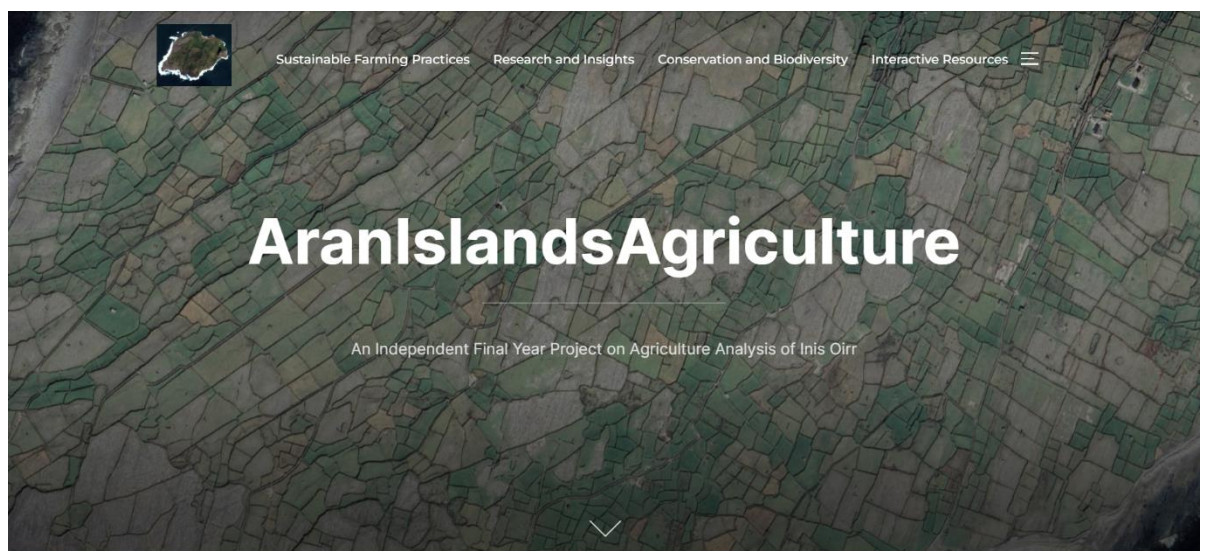 Sustainable Farming Practices Research and Insights Conservation and Biodiversity Interactive Resources
AranIslandsAgriculture
An Independent Final Year Project on Agriculture Analysis of Inis Oirr